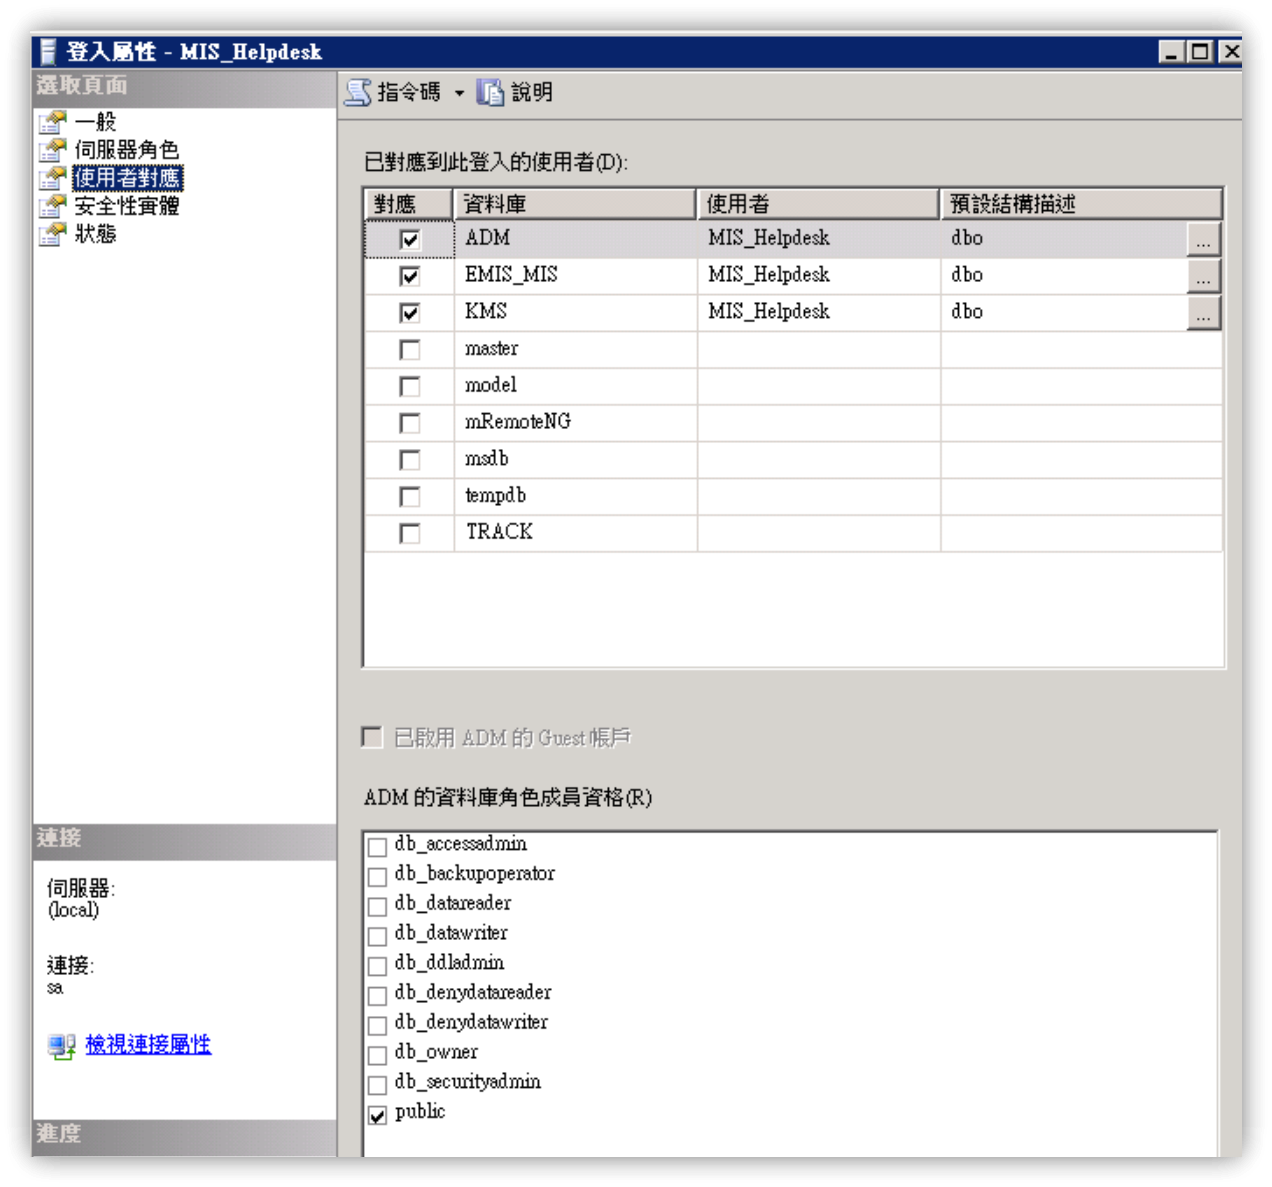 登入屬性 - MIS_Helpdesk
選取頁面
一般
伺服器角色
使用者對應
安全性實體
狀態
指令碼
說明
已對應到此登入的使用者(D):
對應 資料庫 使用者 預設結構描述
ADM MIS_Helpdesk dbo ...
EMIS_MIS MIS_Helpdesk dbo ...
KMS MIS_Helpdesk dbo ...
master
model
mRemoteNG
msdb
tempdb
TRACK
已啟用 ADM 的 Guest 帳戶
ADM 的資料庫角色成員資格(R)
db_accessadmin
db_backupoperator
db_datareader
db_datawriter
db_ddladmin
db_denydatareader
db_denydatawriter
db_owner
db_securityadmin
public
連接
伺服器:
(local)
連接:
sa
檢視連接屬性
進度